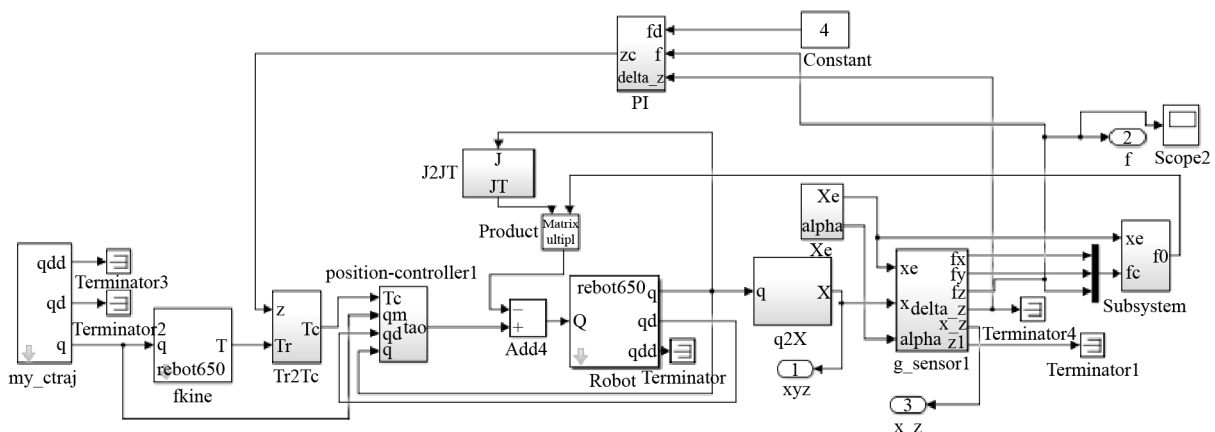 fd
4
zc f
Constant
delta_z
PI
2
f
Scope2
J
J2JT
JT
Product
Matrix
ultipl
Xe
alpha
Xe
xe
f0
fc
Subsystem
qdd
Terminator3
qd
Terminator2
q
my_ctraj
q T
rebot650
fkine
z
Tc
Tr
Tr2Tc
position-controller1
Tc
qm
tao
qd
q
−
+
Add4
rebot650
q
Q qd
qdd
Robot
Terminator
q X
q2X
1
xyz
xe fx
fy
fz
x delta_z
x_z
alpha z1
g_sensor1
Terminator4
Terminator1
3
x_z